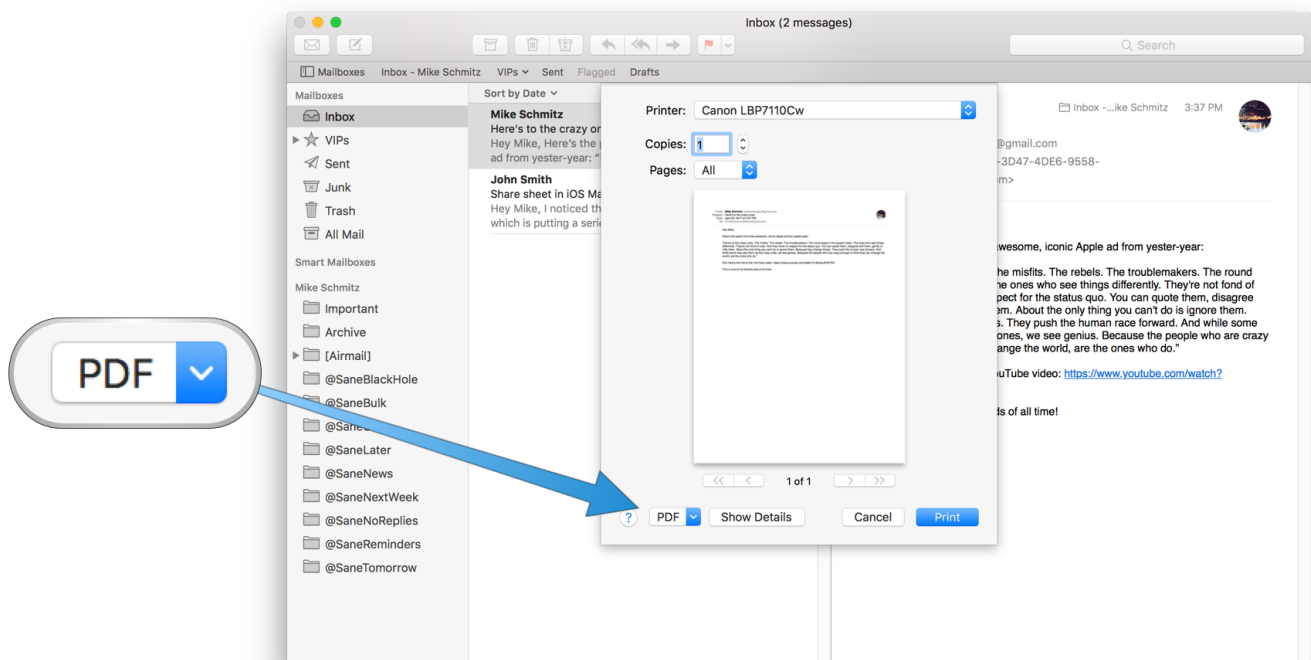 Inbox (2 messages)
Search
Mailboxes Inbox - Mike Schmitz VIPs Sent Flagged Drafts
Mailboxes
Inbox
VIPs
Sent
Junk
Trash
All Mail
Smart Mailboxes
Mike Schmitz
Important
Archive
[Airmail]
@SaneBlackHole
@SaneBulk
@SaneLater
@SaneNews
@SaneNextWeek
@SaneNoReplies
@SaneReminders
@SaneTomorrow
Sort by Date
Mike Schmitz
Here's to the crazy or
Hey Mike, Here's the
ad from yester-year: "
John Smith
Share sheet in iOS Ma
Hey Mike, I noticed th
which is putting a serie
Printer: Canon LBP7110Cw
Copies: 1
Pages: All
1 of 1
? PDF Show Details Cancel Print
PDF
Inbox -...ike Schmitz 3:37 PM
@gmail.com
-3D47-4DE6-9558-
m>
wesome, iconic Apple ad from yester-year:
he misfits. The rebels. The troublemakers. The round
ne ones who see things differently. They're not fond of
pect for the status quo. You can quote them, disagree
em. About the only thing you can't do is ignore them.
s. They push the human race forward. And while some
ones, we see genius. Because the people who are crazy
ange the world, are the ones who do."
uTube video: https://www.youtube.com/watch?
ds of all time!